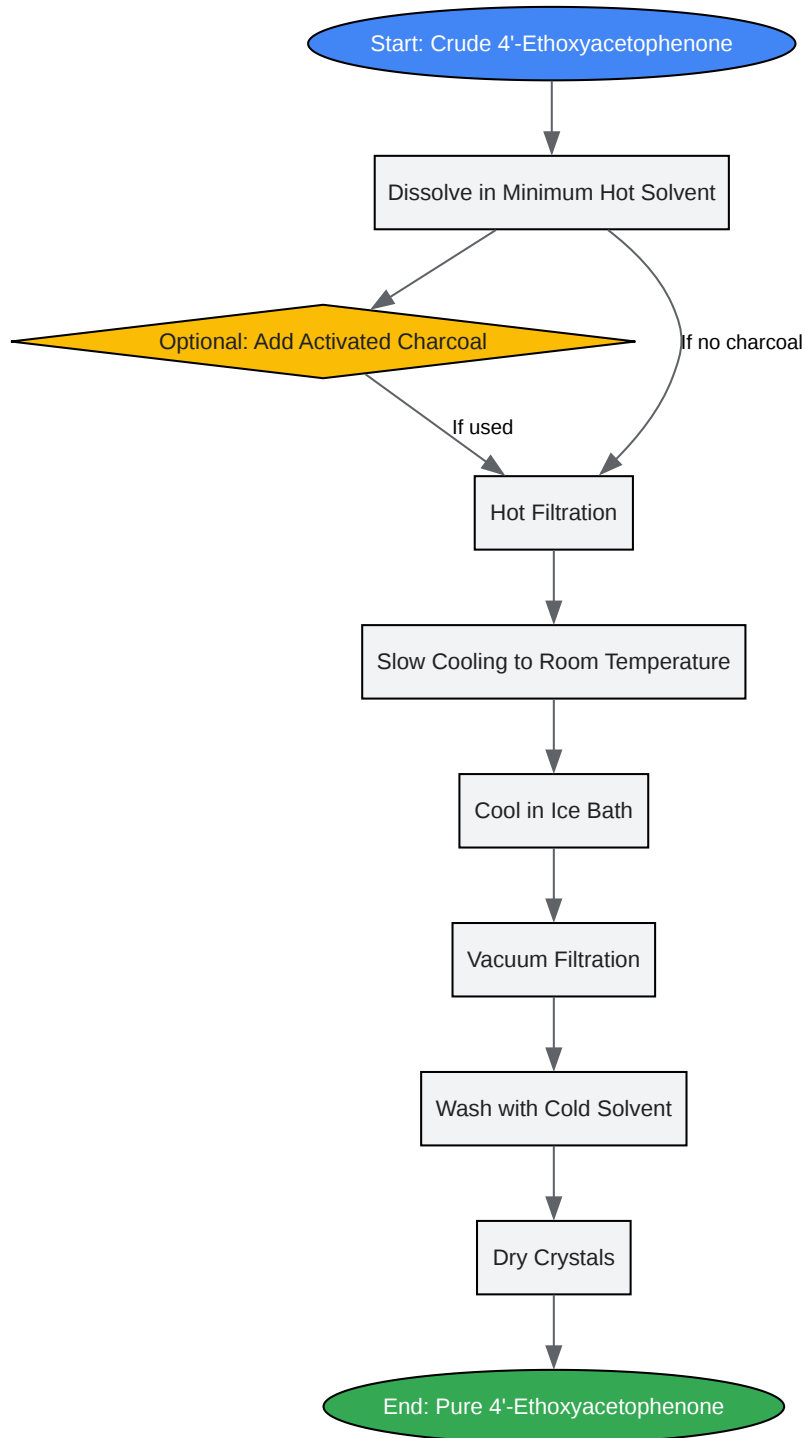 Start: Crude 4'-Ethoxyacetophenone
Dissolve in Minimum Hot Solvent
Optional: Add Activated Charcoal
If no charcoal
If used
Hot Filtration
Slow Cooling to Room Temperature
Cool in Ice Bath
Vacuum Filtration
Wash with Cold Solvent
Dry Crystals
End: Pure 4'-Ethoxyacetophenone